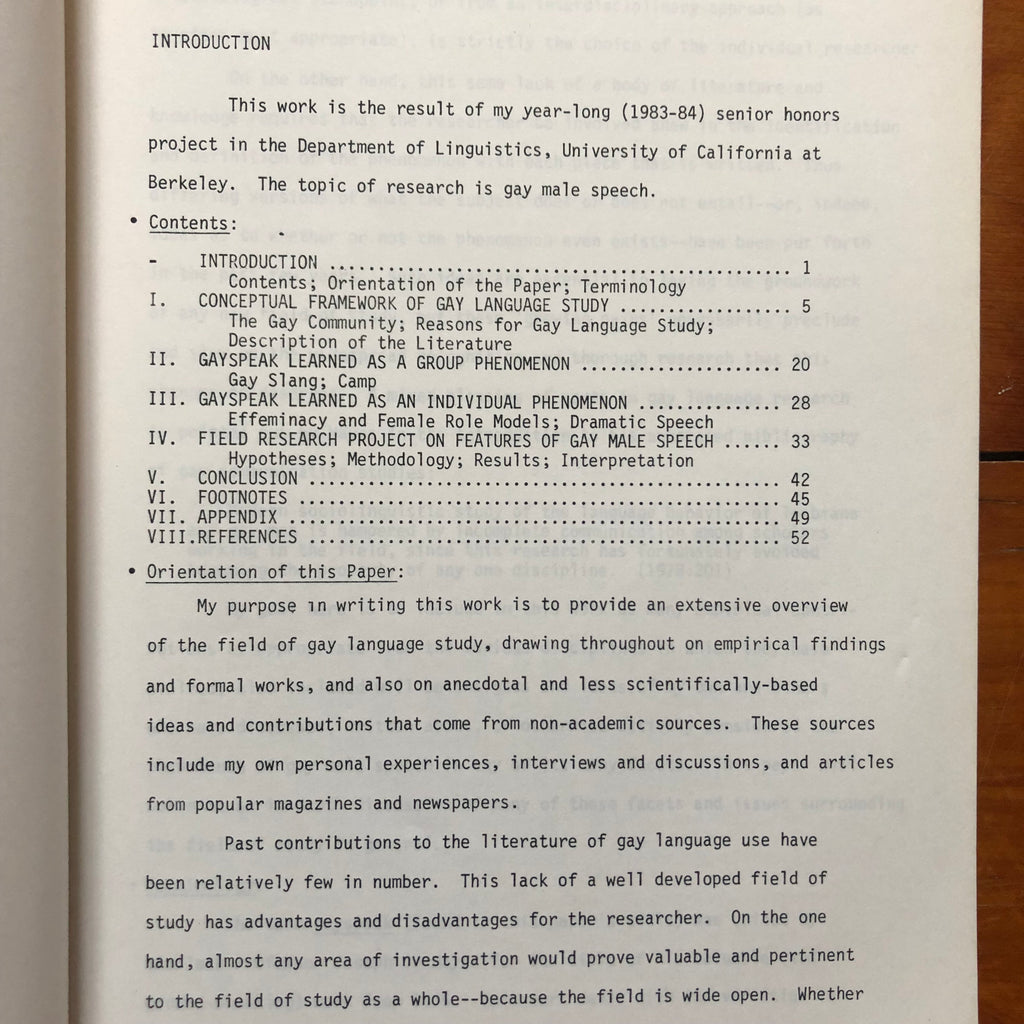 INTRODUCTION
This work is the result of my year-long (1983-84) senior honors
project in the Department of Linguistics, University of California at
Berkeley. The topic of research is gay male speech.
• Contents:
- INTRODUCTION .............................................. 1
Contents; Orientation of the Paper; Terminology
I. CONCEPTUAL FRAMEWORK OF GAY LANGUAGE STUDY ................. 5
The Gay Community; Reasons for Gay Language Study;
Description of the Literature
II. GAYSPEAK LEARNED AS A GROUP PHENOMENON .................... 20
Gay Slang; Camp
III. GAYSPEAK LEARNED AS AN INDIVIDUAL PHENOMENON .............. 28
Effeminacy and Female Role Models; Dramatic Speech
IV. FIELD RESEARCH PROJECT ON FEATURES OF GAY MALE SPEECH ...... 33
Hypotheses; Methodology; Results; Interpretation
V. CONCLUSION ............................................... 42
VI. FOOTNOTES ................................................ 45
VII. APPENDIX ................................................. 49
VIII.REFERENCES ............................................... 52
• Orientation of this Paper:
My purpose in writing this work is to provide an extensive overview
of the field of gay language study, drawing throughout on empirical findings
and formal works, and also on anecdotal and less scientifically-based
ideas and contributions that come from non-academic sources. These sources
include my own personal experiences, interviews and discussions, and articles
from popular magazines and newspapers.
Past contributions to the literature of gay language use have
been relatively few in number. This lack of a well developed field of
study has advantages and disadvantages for the researcher. On the one
hand, almost any area of investigation would prove valuable and pertinent
to the field of study as a whole--because the field is wide open. Whether